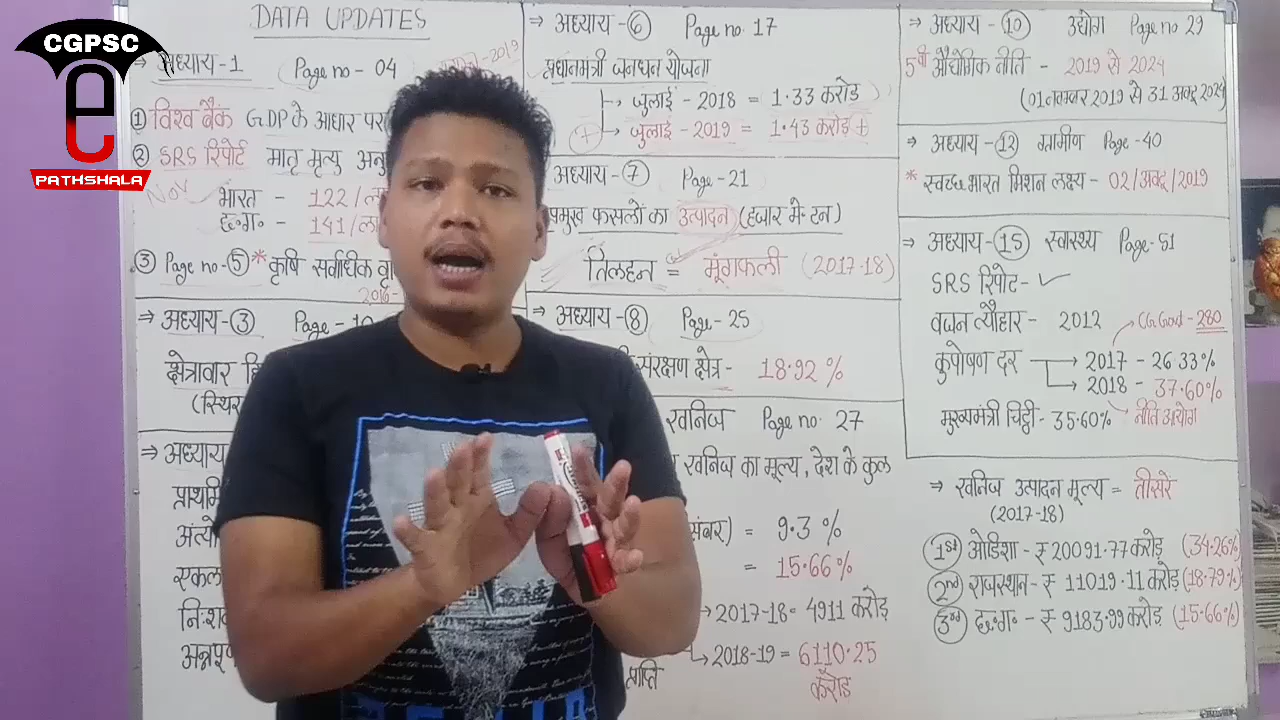 CGPSC
e
PATHSHALA
DATA UPDATES
⇒ अध्याय-1 Page no - 04
① विश्व बैंक GDP के आधार पर
② SRS रिपोर्ट मातृ मृत्यु
Nov
भारत - 122/
छ.ग. - 141/
③ Page no-⑤ * कृषि सर्वाधिक
2016-
⇒ अध्याय-③ Page-10
क्षेत्रावार
⇒ अध्याय
⇒ अध्याय-⑥ Page no. 17
प्रधानमंत्री जनधन योजना
→ जुलाई - 2018 = 1.33 करोड़
+ → जुलाई - 2019 = 1.43 करोड़ +
अध्याय-⑦ Page-21
प्रमुख फसलों का उत्पादन (हजार मे. टन)
तिलहन = मूंगफली (2017-18)
⇒ अध्याय-⑧ Page-25
संरक्षण क्षेत्र - 18.92 %
खनिज Page no. 27
खनिज का मूल्य, देश के कुल
= 9.3 %
= 15.66 %
→ 2017-18 = 4911 करोड़
→ 2018-19 = 6110.25
करोड़
⇒ अध्याय-⑩ उद्योग Page no 29
5वीं औद्योगिक नीति - 2019 से 2024
(01 नवम्बर 2019 से 31 अक्टू 2024)
⇒ अध्याय-⑫ ग्रामीण Page-40
* स्वच्छ भारत मिशन लक्ष्य - 02/अक्टू/2019
⇒ अध्याय-⑮ स्वास्थ्य Page-51
SRS रिपोट- ✓
वजन त्यौहार - 2012 CG Govt - 280
कुपोषण दर → 2017 - 26.33%
→ 2018 - 37.60%
मुख्यमंत्री चिट्ठी - 35.60% नीति आयोग
⇒ खनिज उत्पादन मूल्य = तीसरे
(2017-18)
1st ओडिशा - ₹ 20091.77 करोड़ (34.26%)
2nd राजस्थान - ₹ 11019.11 करोड़ (18.79%)
3rd छ.ग. - ₹ 9183.99 करोड़ (15.66%)